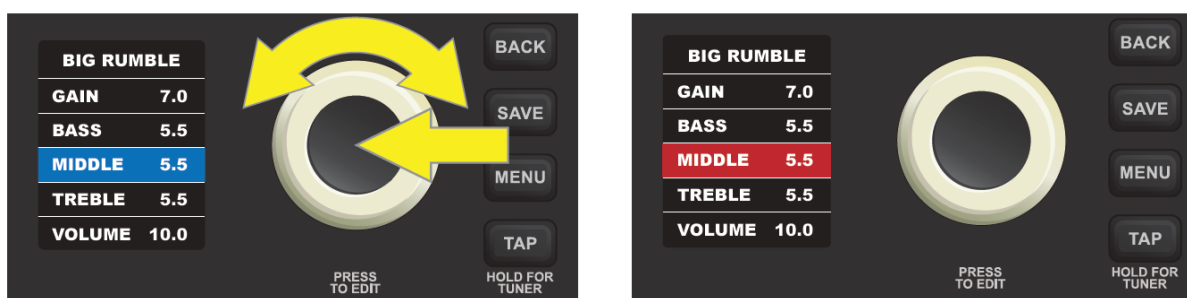 BIG RUMBLE
GAIN 7.0
BASS 5.5
MIDDLE 5.5
TREBLE 5.5
VOLUME 10.0
PRESS
TO EDIT
BACK
SAVE
MENU
TAP
HOLD FOR
TUNER
BIG RUMBLE
GAIN 7.0
BASS 5.5
MIDDLE 5.5
TREBLE 5.5
VOLUME 10.0
PRESS
TO EDIT
BACK
SAVE
MENU
TAP
HOLD FOR
TUNER